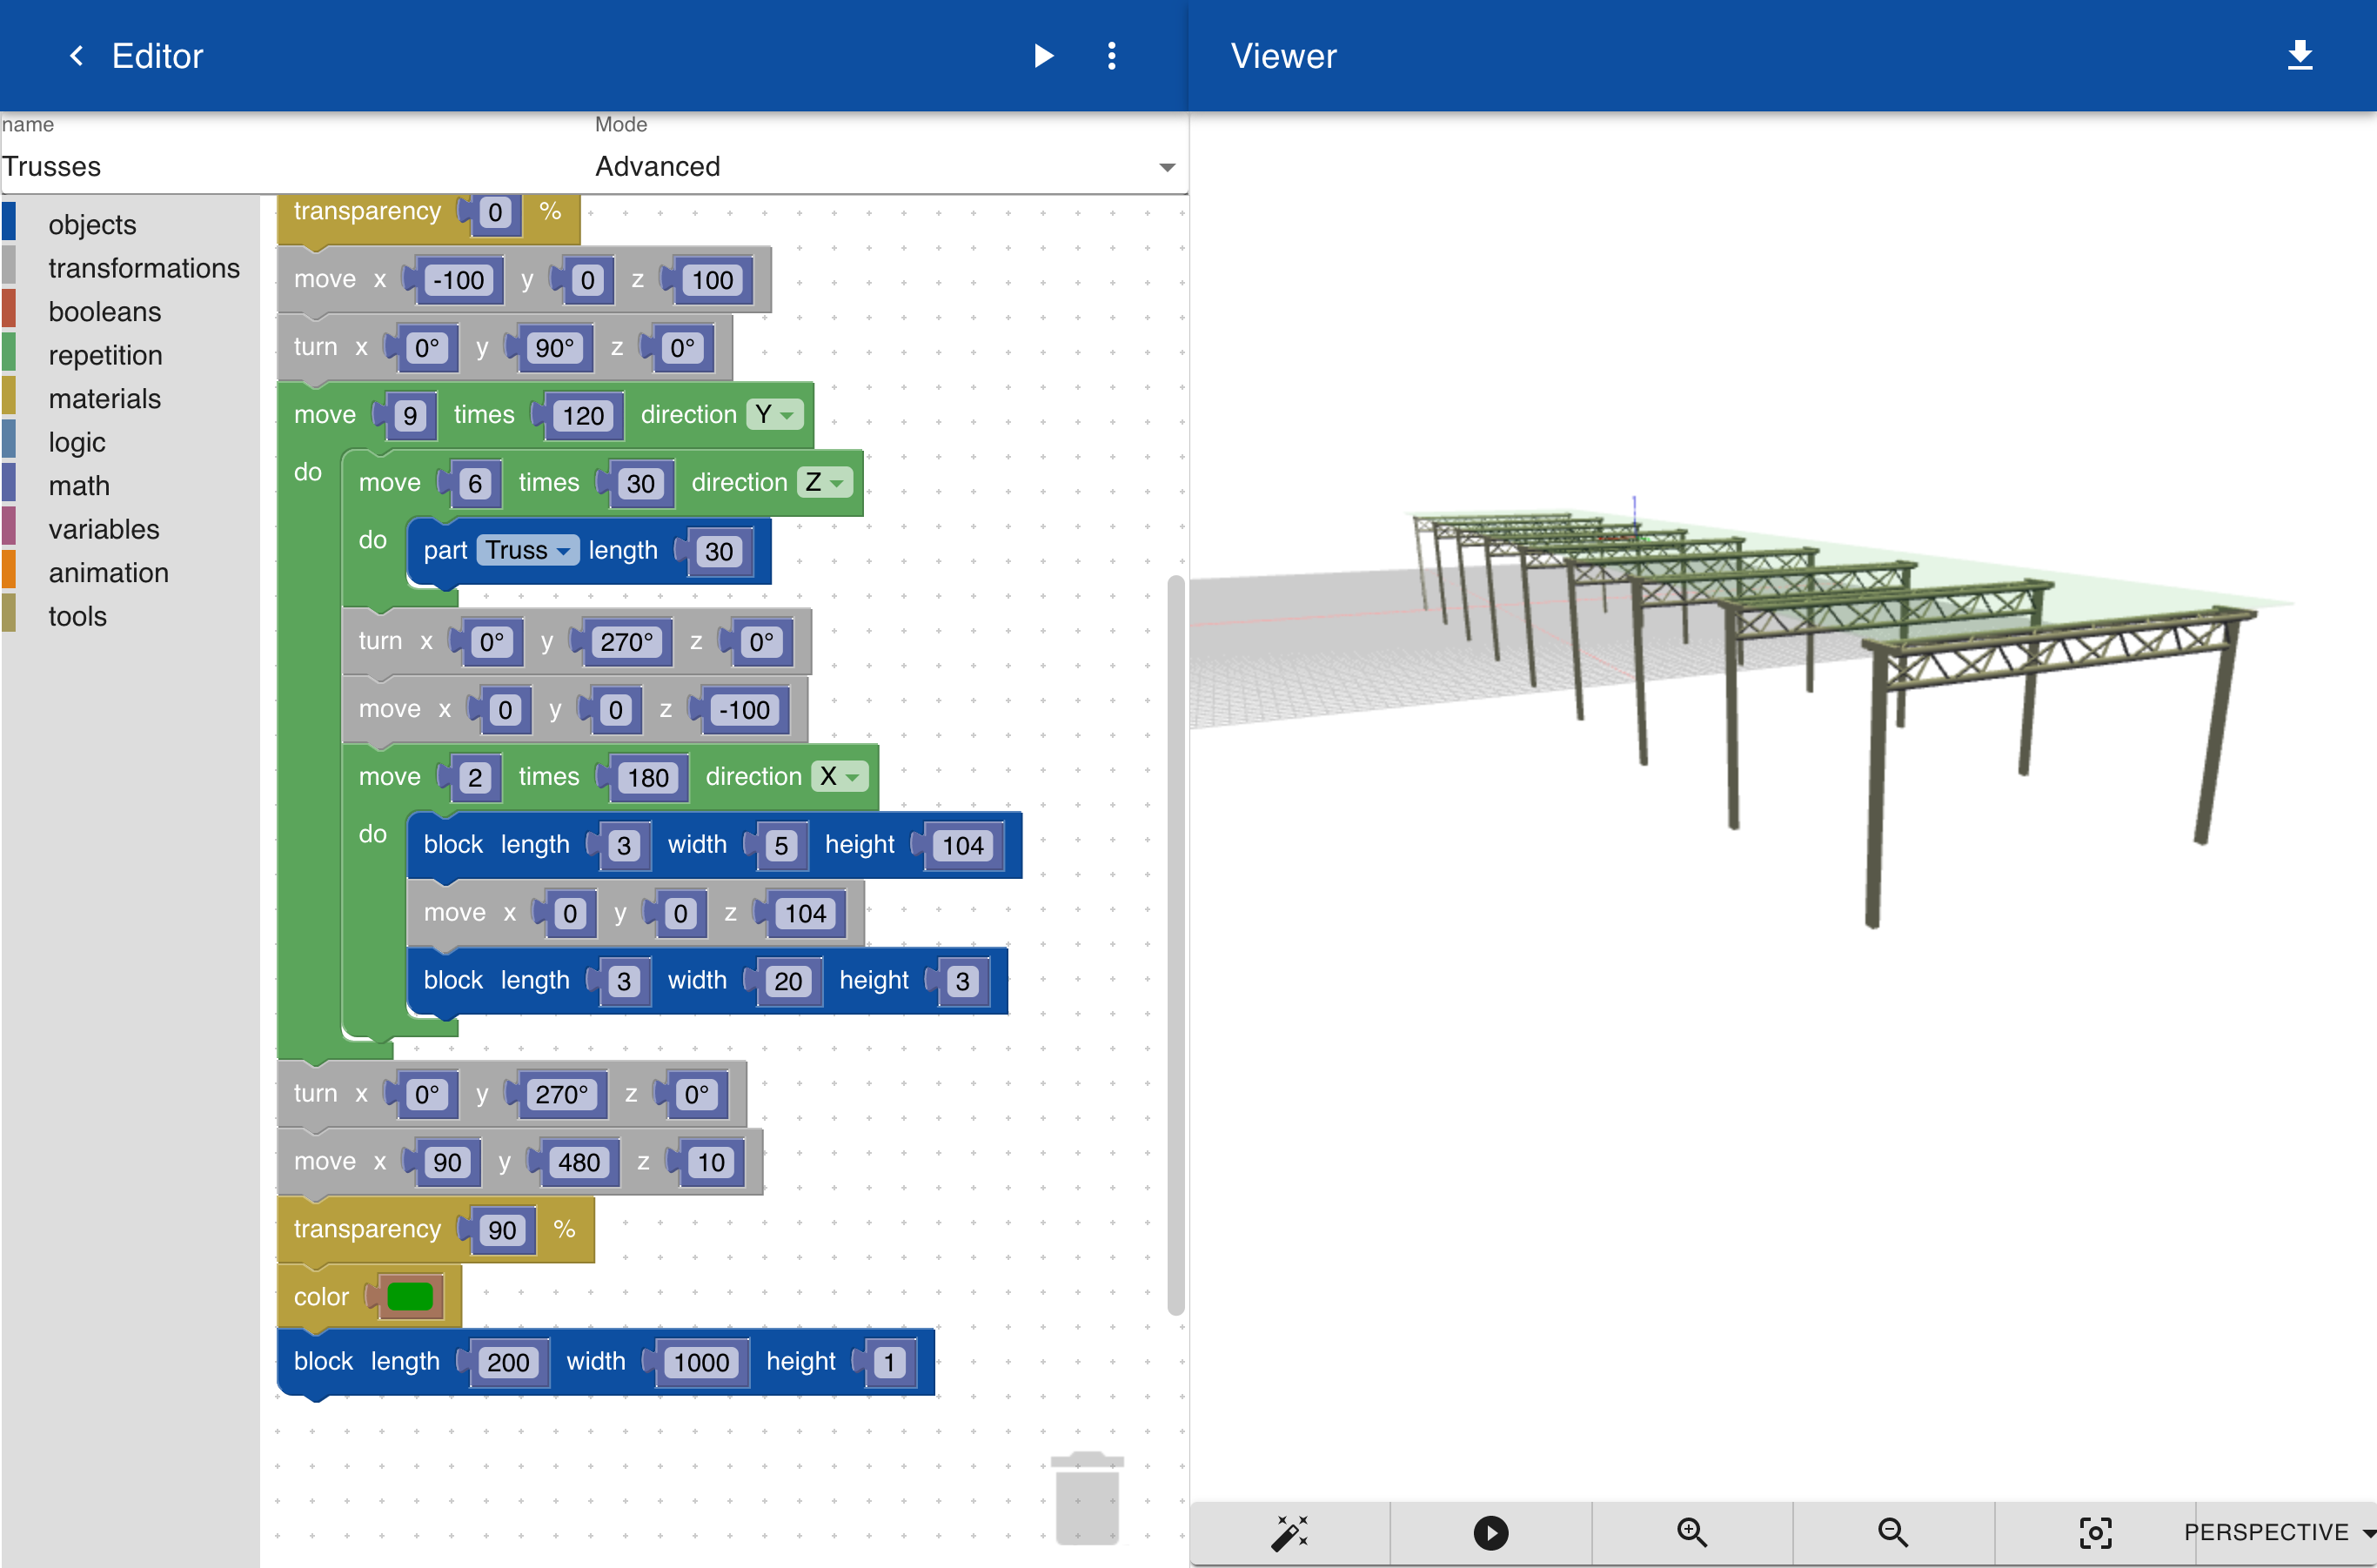 Editor
Viewer
name
Mode
Trusses
Advanced
objects
transformations
booleans
repetition
materials
logic
math
variables
animation
tools
transparency 0 %
move x -100 y 0 z 100
turn x 0° y 90° z 0°
move 9 times 120 direction Y
do move 6 times 30 direction Z
do part Truss length 30
turn x 0° y 270° z 0°
move x 0 y 0 z -100
move 2 times 180 direction X
do block length 3 width 5 height 104
move x 0 y 0 z 104
block length 3 width 20 height 3
turn x 0° y 270° z 0°
move x 90 y 480 z 10
transparency 90 %
color
block length 200 width 1000 height 1
PERSPECTIVE